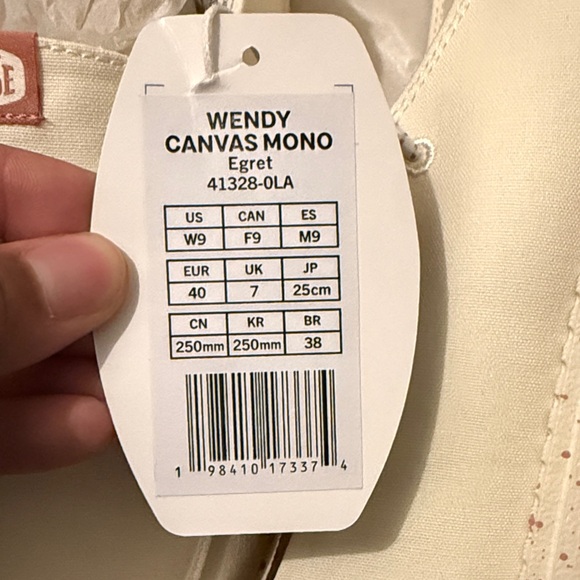 WENDY
CANVAS MONO
Egret
41328-0LA
US CAN ES
W9 F9 M9
EUR UK JP
40 7 25cm
CN KR BR
250mm 250mm 38
1 98410 17337 4